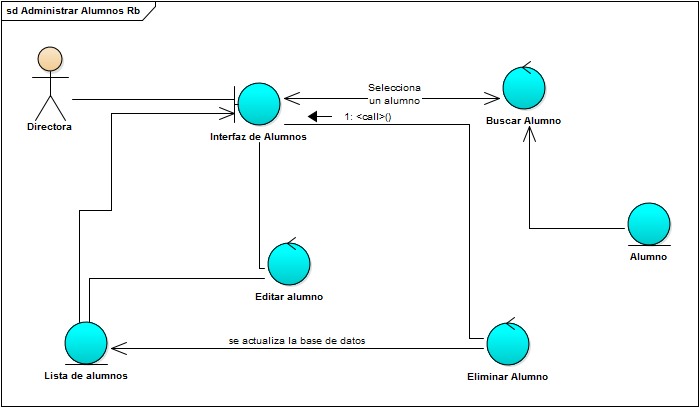 sd Administrar Alumnos Rb
Directora
Interfaz de Alumnos
Selecciona
un alumno
1: <call>()
Buscar Alumno
Alumno
Editar alumno
se actualiza la base de datos
Lista de alumnos
Eliminar Alumno